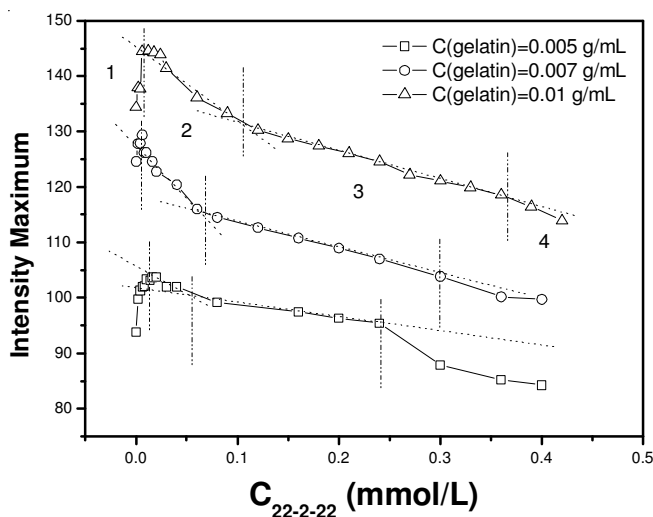 150
140
130
120
110
100
90
80
Intensity Maximum
1
2
3
4
C(gelatin)=0.005 g/mL
C(gelatin)=0.007 g/mL
C(gelatin)=0.01 g/mL
0.0 0.1 0.2 0.3 0.4 0.5
C22-2-22 (mmol/L)